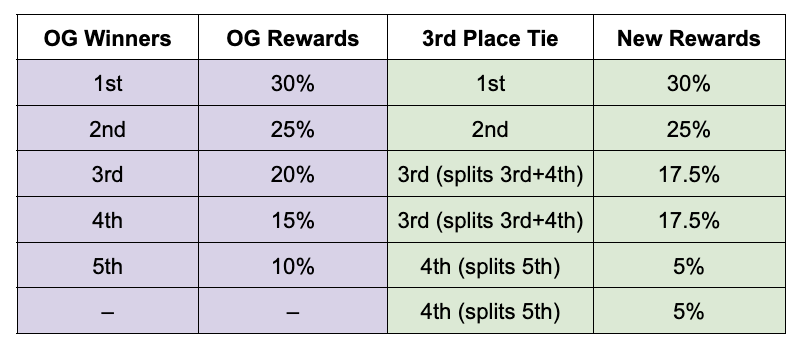 OG Winners OG Rewards 3rd Place Tie New Rewards
1st 30% 1st 30%
2nd 25% 2nd 25%
3rd 20% 3rd (splits 3rd+4th) 17.5%
4th 15% 3rd (splits 3rd+4th) 17.5%
5th 10% 4th (splits 5th) 5%
– – 4th (splits 5th) 5%